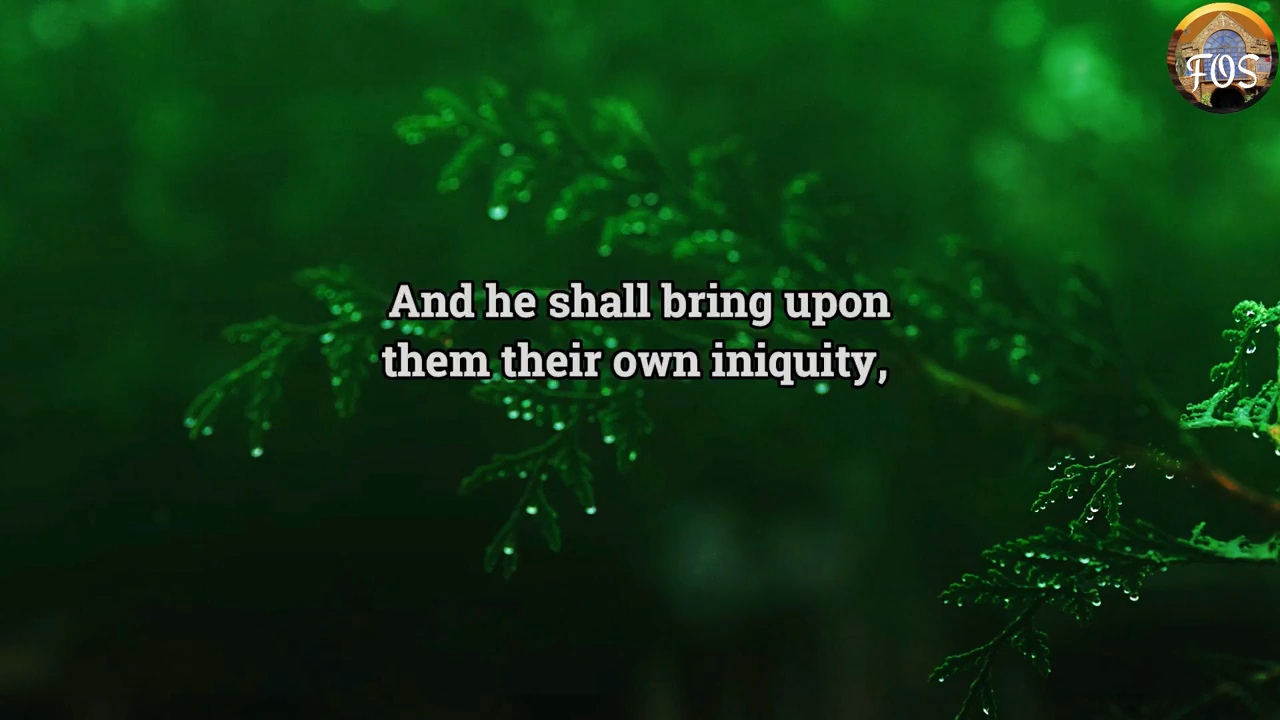 FOS
And he shall bring upon
them their own iniquity,